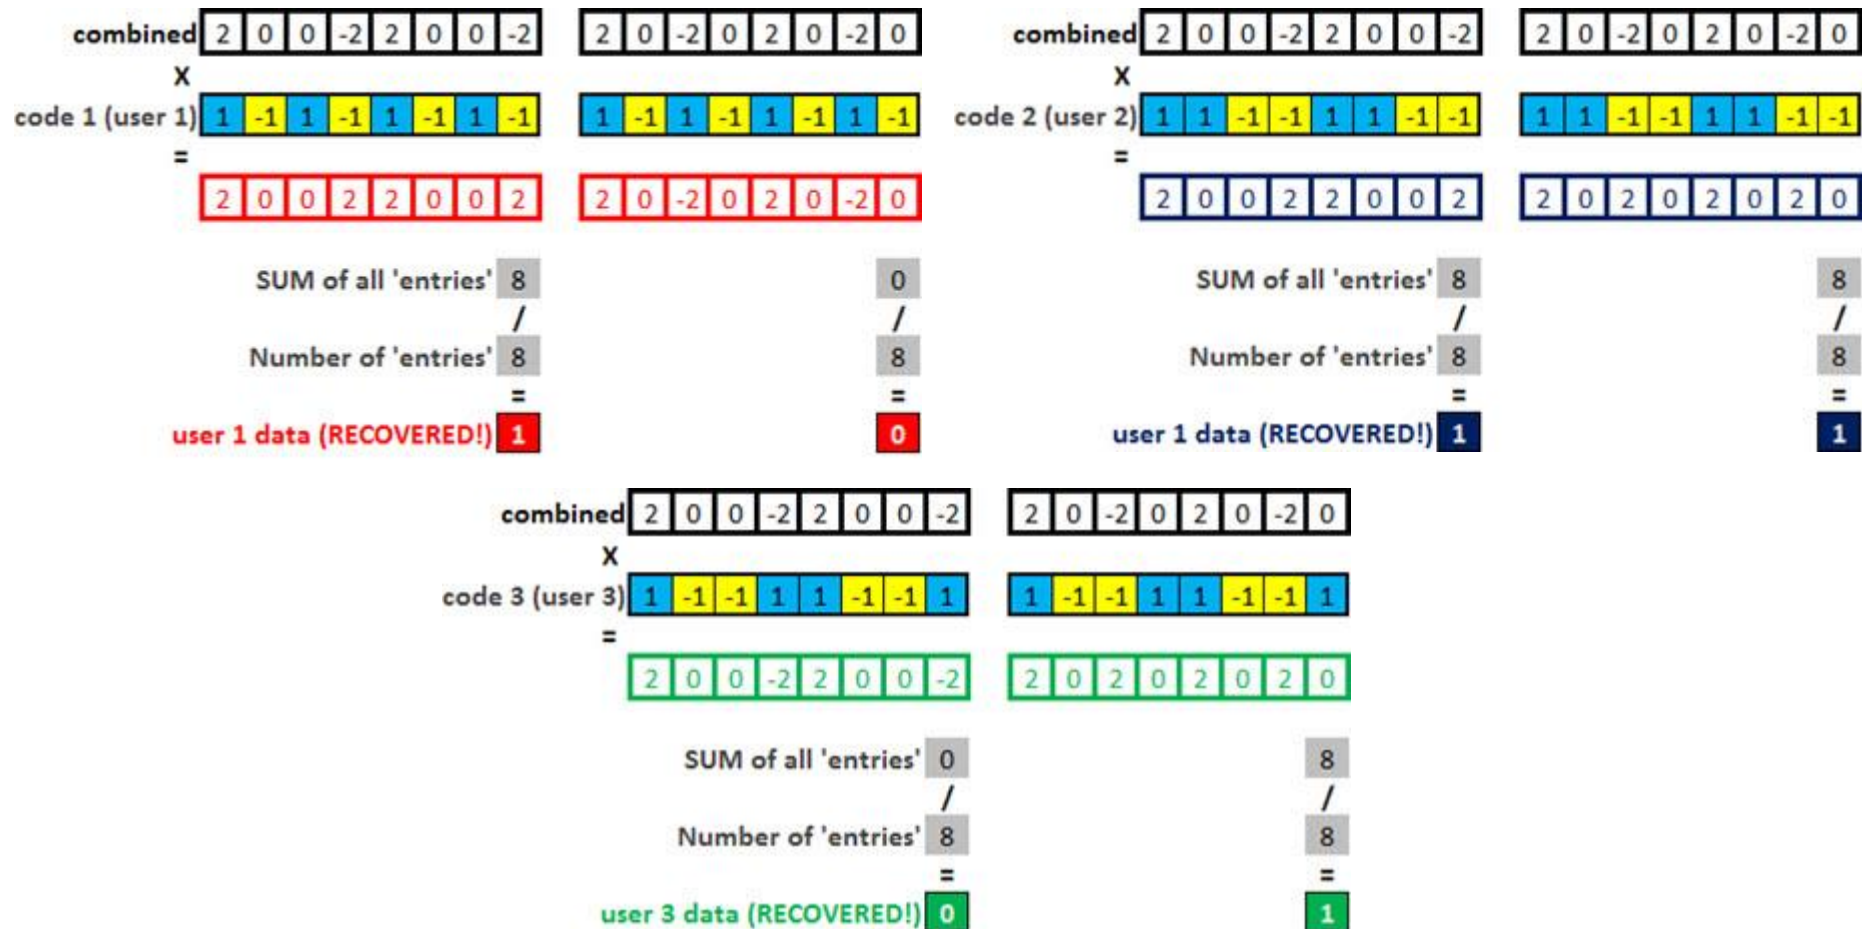 combined 2 0 0 -2 2 0 0 -2 2 0 -2 0 2 0 -2 0
X
code 1 (user 1) 1 -1 1 -1 1 -1 1 -1 1 -1 1 -1 1 -1 1 -1
=
2 0 0 2 2 0 0 2 2 0 -2 0 2 0 -2 0
SUM of all 'entries' 8 0
/ /
Number of 'entries' 8 8
= =
user 1 data (RECOVERED!) 1 0
combined 2 0 0 -2 2 0 0 -2 2 0 -2 0 2 0 -2 0
X
code 2 (user 2) 1 1 -1 -1 1 1 -1 -1 1 1 -1 -1 1 1 -1 -1
=
2 0 0 2 2 0 0 2 2 0 2 0 2 0 2 0
SUM of all 'entries' 8 8
/ /
Number of 'entries' 8 8
= =
user 1 data (RECOVERED!) 1 1
combined 2 0 0 -2 2 0 0 -2 2 0 -2 0 2 0 -2 0
X
code 3 (user 3) 1 -1 -1 1 1 -1 -1 1 1 -1 -1 1 1 -1 -1 1
=
2 0 0 -2 2 0 0 -2 2 0 2 0 2 0 2 0
SUM of all 'entries' 0 8
/ /
Number of 'entries' 8 8
= =
user 3 data (RECOVERED!) 0 1